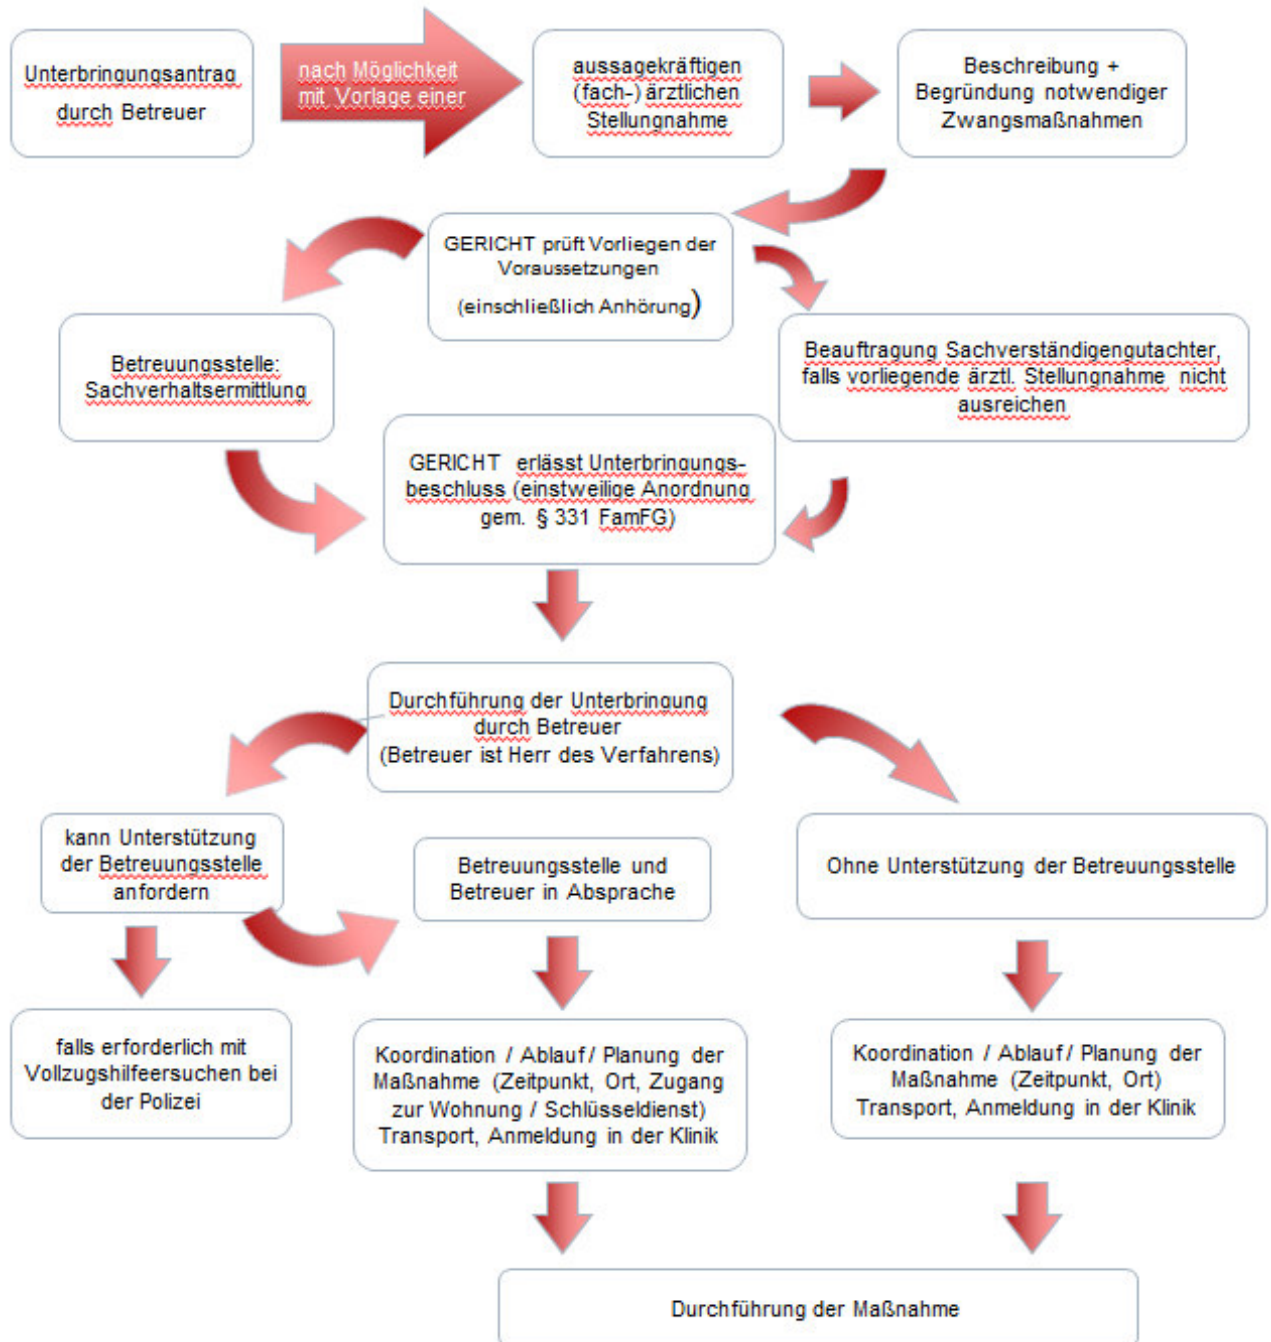 Unterbringungsantrag
durch Betreuer
nach Möglichkeit
mit Vorlage einer
aussagekräftigen
(fach-) ärztlichen
Stellungnahme
Beschreibung +
Begründung notwendiger
Zwangsmaßnahmen
GERICHT prüft Vorliegen der
Voraussetzungen
(einschließlich Anhörung)
Betreuungsstelle:
Sachverhaltsermittlung
Beauftragung Sachverständigengutachter,
falls vorliegende ärztl. Stellungnahme nicht
ausreichen
GERICHT erlässt Unterbringungs-
beschluss (einstweilige Anordnung
gem. § 331 FamFG)
Durchführung der Unterbringung
durch Betreuer
(Betreuer ist Herr des Verfahrens)
kann Unterstützung
der Betreuungsstelle
anfordern
Betreuungsstelle und
Betreuer in Absprache
Ohne Unterstützung der Betreuungsstelle
falls erforderlich mit
Vollzugshilfeersuchen bei
der Polizei
Koordination / Ablauf / Planung der
Maßnahme (Zeitpunkt, Ort, Zugang
zur Wohnung / Schlüsseldienst)
Transport, Anmeldung in der Klinik
Koordination / Ablauf / Planung der
Maßnahme (Zeitpunkt, Ort)
Transport, Anmeldung in der Klinik
Durchführung der Maßnahme